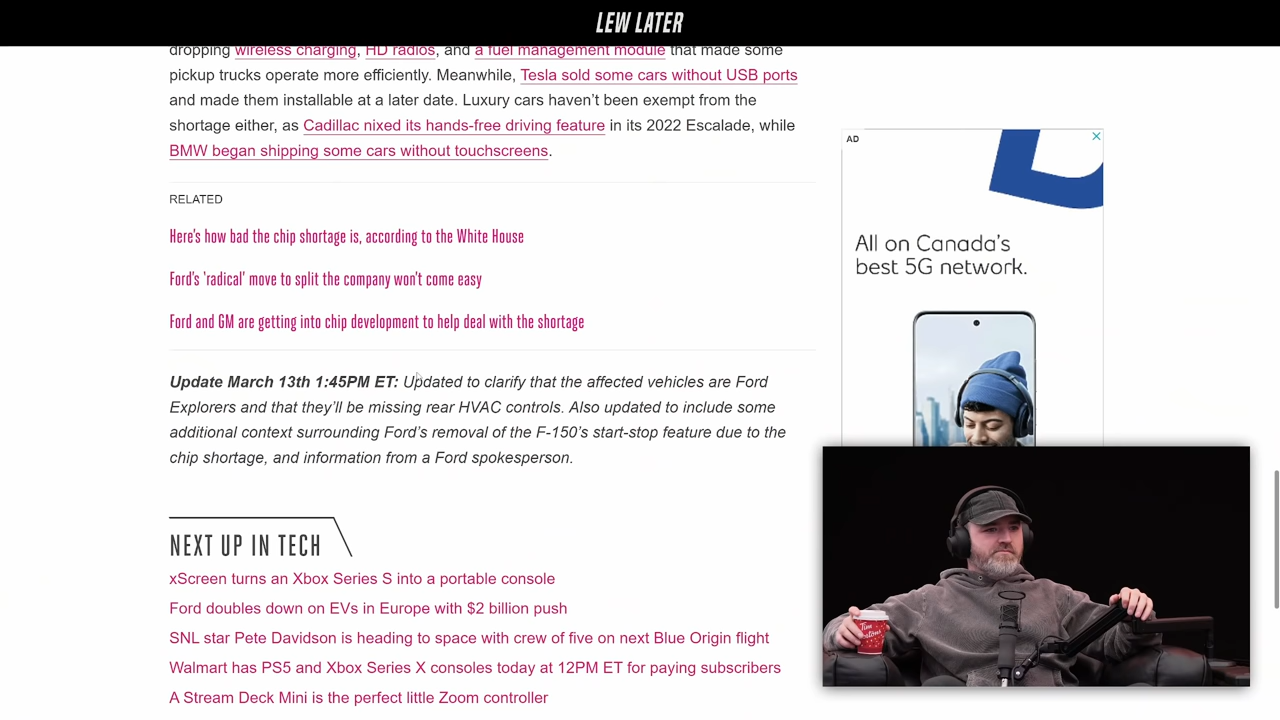 LEW LATER
dropping wireless charging, HD radios, and a fuel management module that made some
pickup trucks operate more efficiently. Meanwhile, Tesla sold some cars without USB ports
and made them installable at a later date. Luxury cars haven’t been exempt from the
shortage either, as Cadillac nixed its hands-free driving feature in its 2022 Escalade, while
BMW began shipping some cars without touchscreens.
RELATED
Here's how bad the chip shortage is, according to the White House
Ford's 'radical' move to split the company won't come easy
Ford and GM are getting into chip development to help deal with the shortage
Update March 13th 1:45PM ET: Updated to clarify that the affected vehicles are Ford
Explorers and that they’ll be missing rear HVAC controls. Also updated to include some
additional context surrounding Ford’s removal of the F-150’s start-stop feature due to the
chip shortage, and information from a Ford spokesperson.
NEXT UP IN TECH
xScreen turns an Xbox Series S into a portable console
Ford doubles down on EVs in Europe with $2 billion push
SNL star Pete Davidson is heading to space with crew of five on next Blue Origin flight
Walmart has PS5 and Xbox Series X consoles today at 12PM ET for paying subscribers
A Stream Deck Mini is the perfect little Zoom controller
AD
All on Canada’s
best 5G network.
Tim